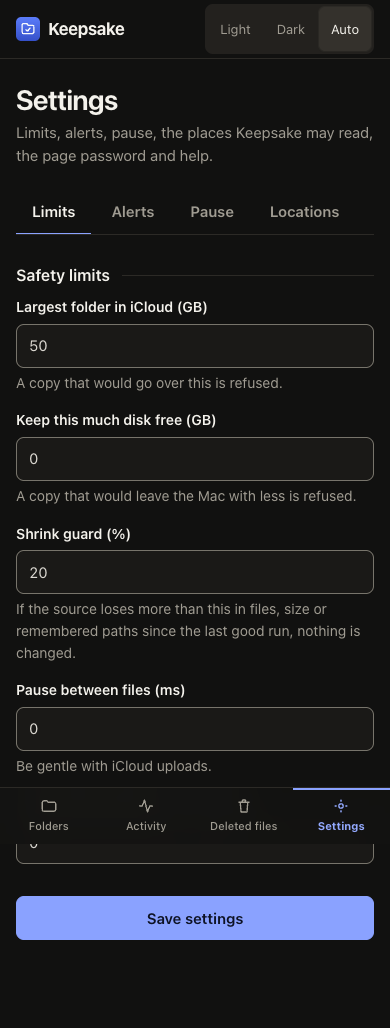 Keepsake
Light
Dark
Auto
Settings
Limits, alerts, pause, the places Keepsake may read,
the page password and help.
Limits
Alerts
Pause
Locations
Safety limits
Largest folder in iCloud (GB)
50
A copy that would go over this is refused.
Keep this much disk free (GB)
0
A copy that would leave the Mac with less is refused.
Shrink guard (%)
20
If the source loses more than this in files, size or
remembered paths since the last good run, nothing is
changed.
Pause between files (ms)
0
Be gentle with iCloud uploads.
Folders
Activity
Deleted files
Settings
Save settings